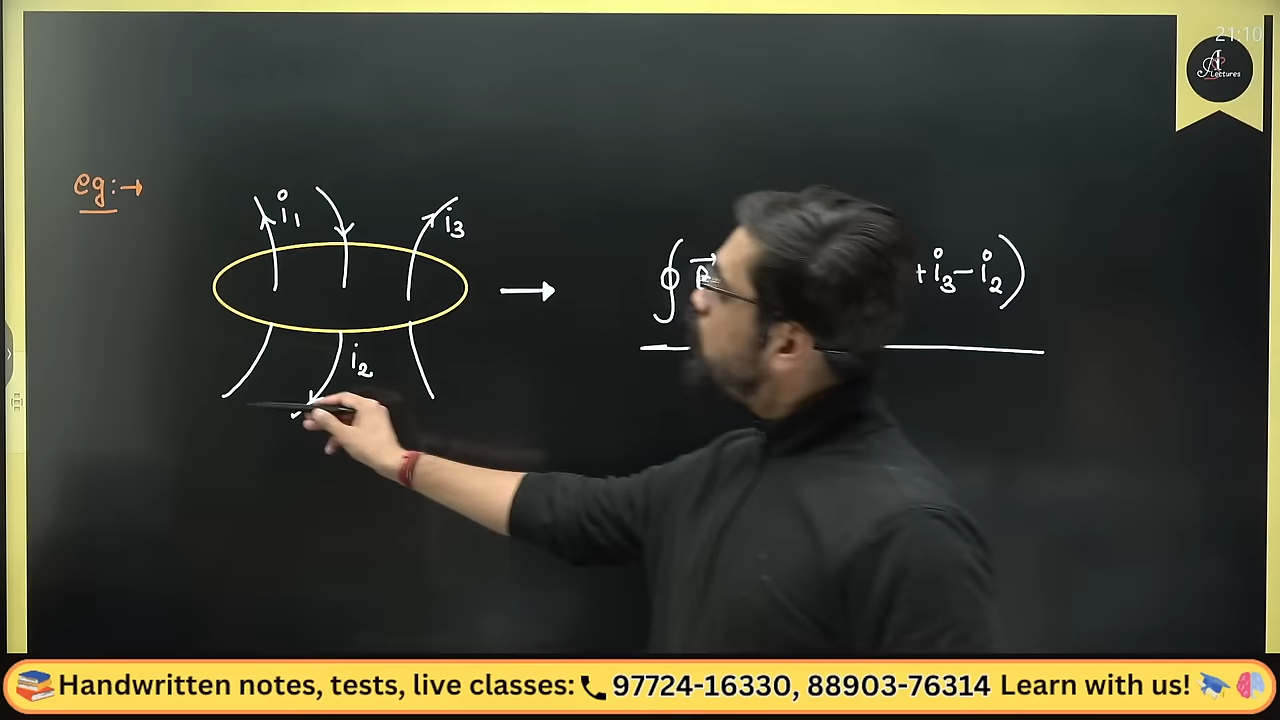 21:10
A Lectures
eg:→
i₁
i₃
i₂
∮ B⃗
+i₃−i₂)
Handwritten notes, tests, live classes: 97724-16330, 88903-76314 Learn with us!